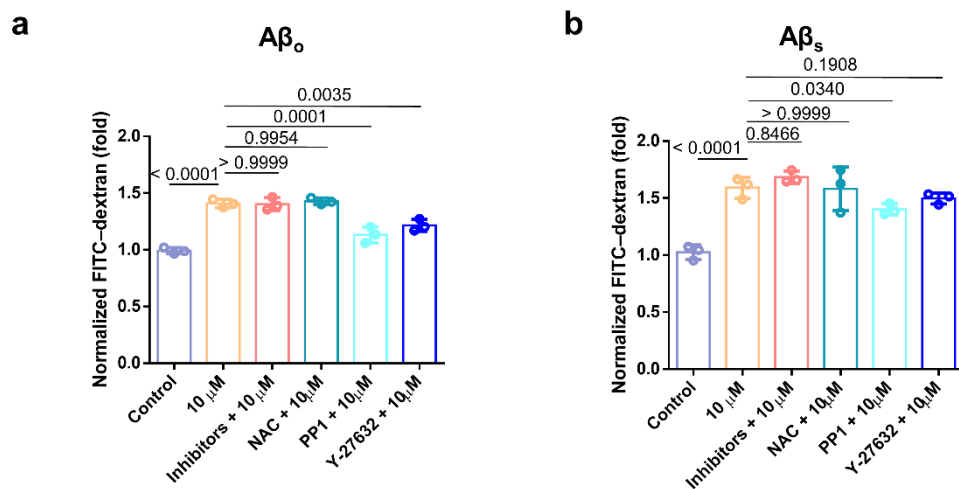 a
Aβo
0.0035
0.0001
0.9954
> 0.9999
< 0.0001
Normalized FITC–dextran (fold)
2.0
1.5
1.0
0.5
0.0
Control
10 μM
Inhibitors + 10 μM
NAC + 10μM
PP1 + 10μM
Y-27632 + 10μM
b
Aβs
0.1908
0.0340
> 0.9999
0.8466
< 0.0001
Normalized FITC–dextran (fold)
2.0
1.5
1.0
0.5
0.0
Control
10 μM
Inhibitors + 10 μM
NAC + 10μM
PP1 + 10μM
Y-27632 + 10μM